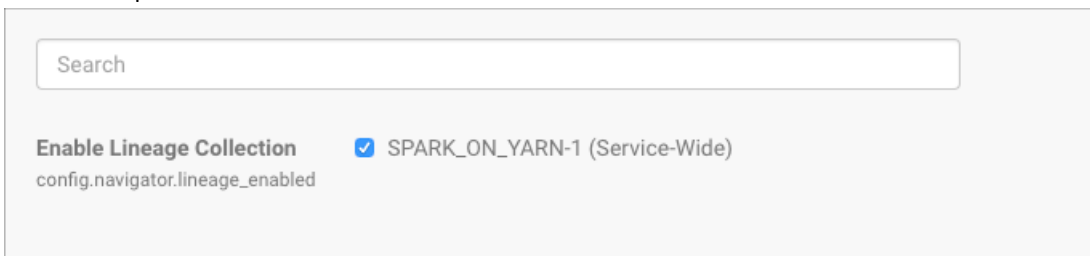 Search
Enable Lineage Collection SPARK_ON_YARN-1 (Service-Wide)
config.navigator.lineage_enabled